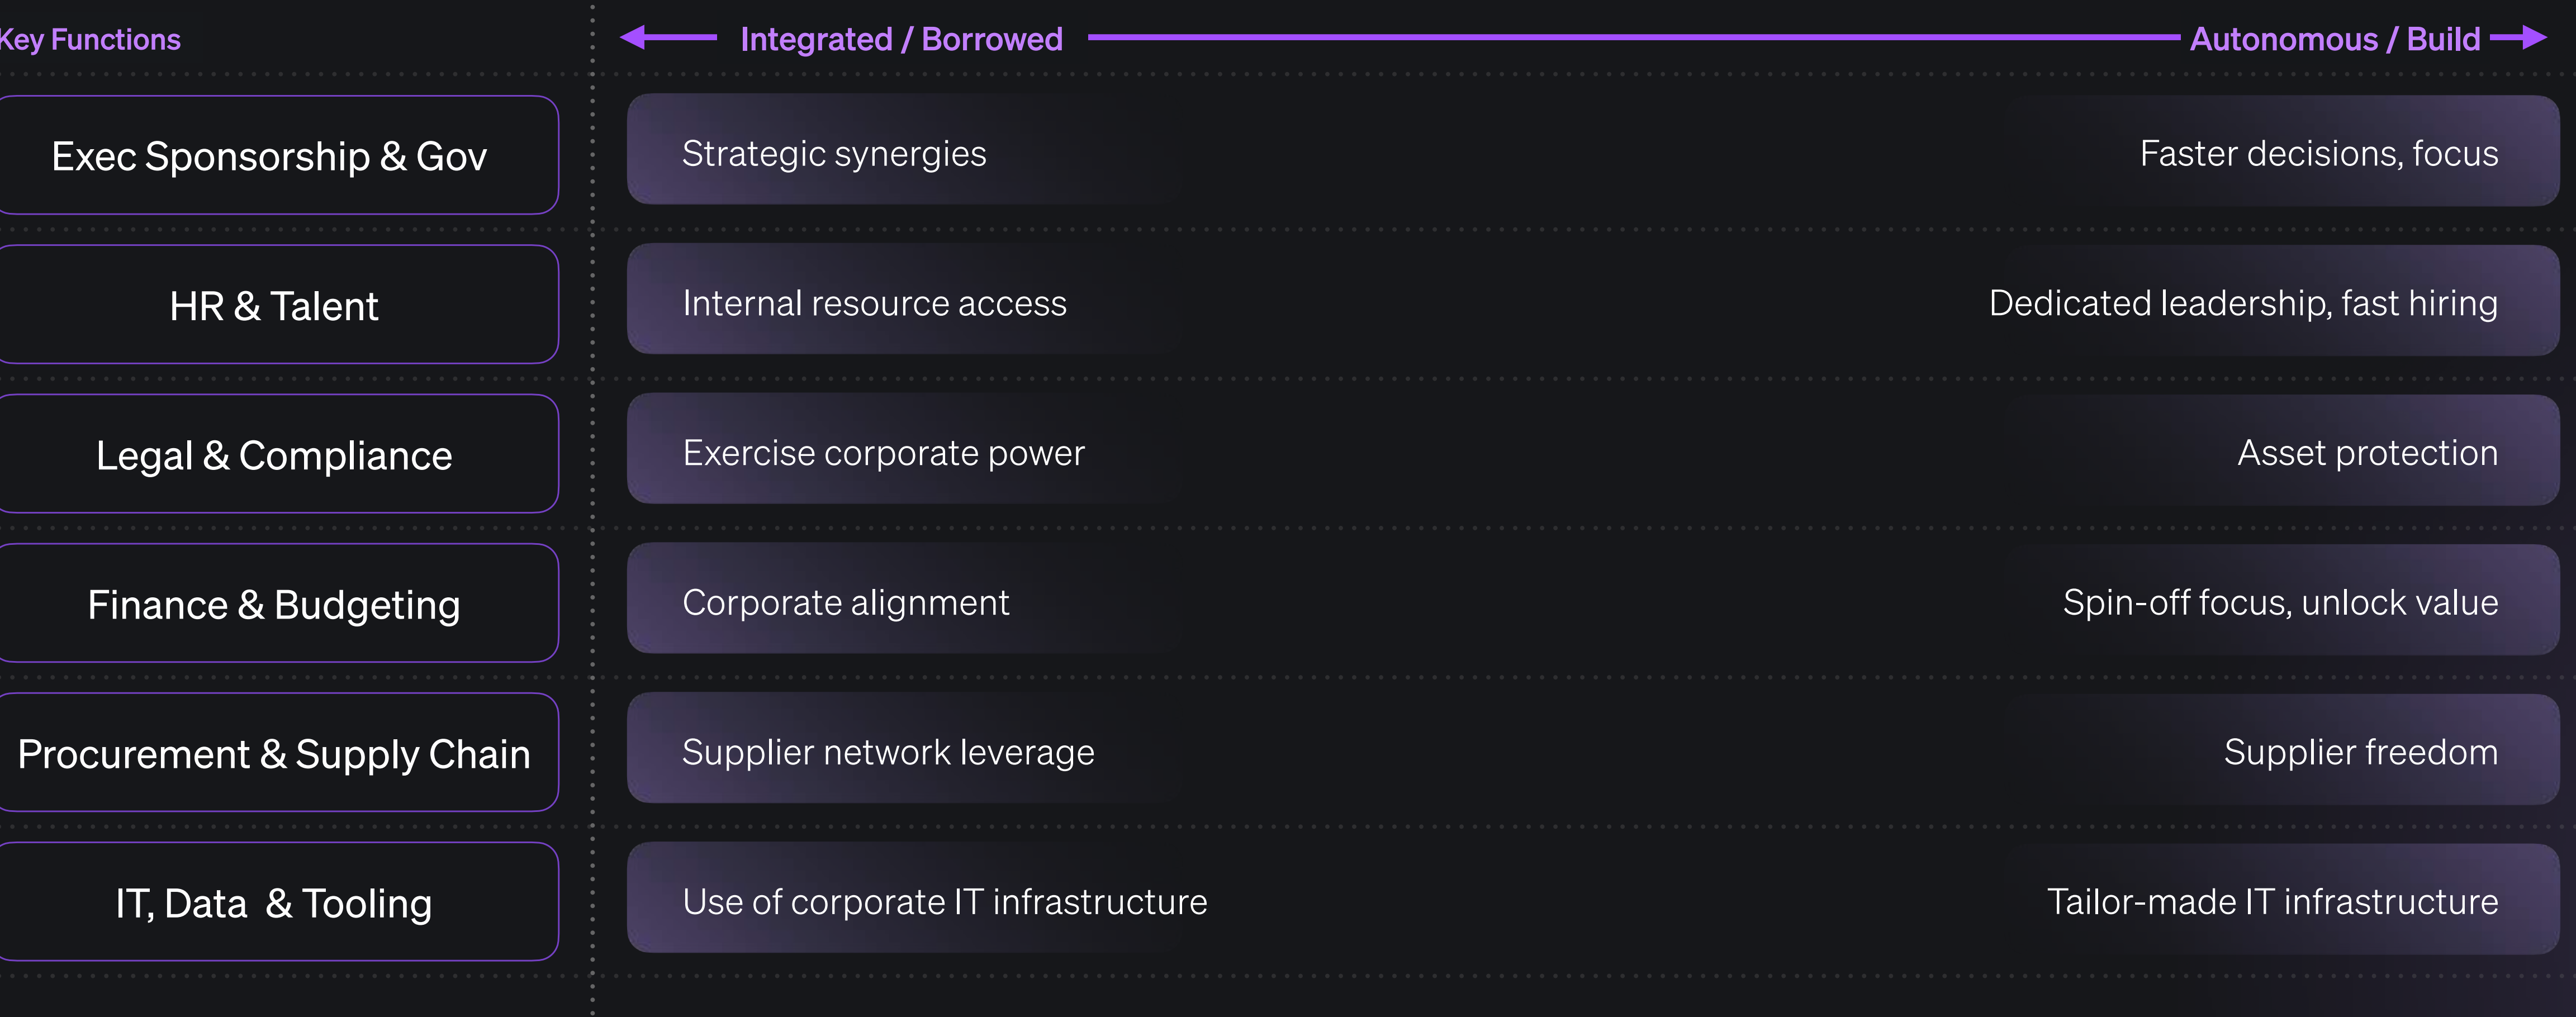 Key Functions Integrated / Borrowed Autonomous / Build
Exec Sponsorship & Gov Strategic synergies Faster decisions, focus
HR & Talent Internal resource access Dedicated leadership, fast hiring
Legal & Compliance Exercise corporate power Asset protection
Finance & Budgeting Corporate alignment Spin-off focus, unlock value
Procurement & Supply Chain Supplier network leverage Supplier freedom
IT, Data & Tooling Use of corporate IT infrastructure Tailor-made IT infrastructure